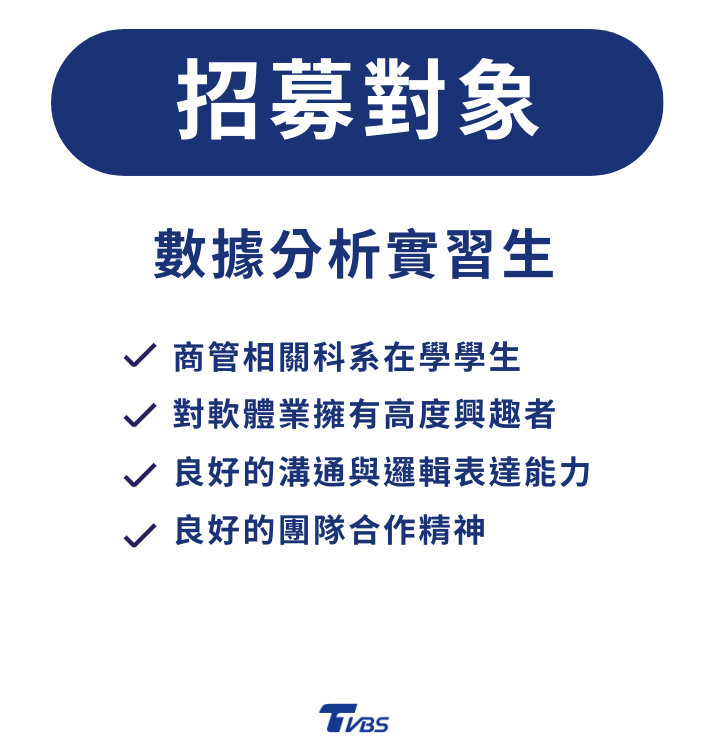 招募對象
數據分析實習生
商管相關科系在學學生
對軟體業擁有高度興趣者
良好的溝通與邏輯表達能力
良好的團隊合作精神
TVBS